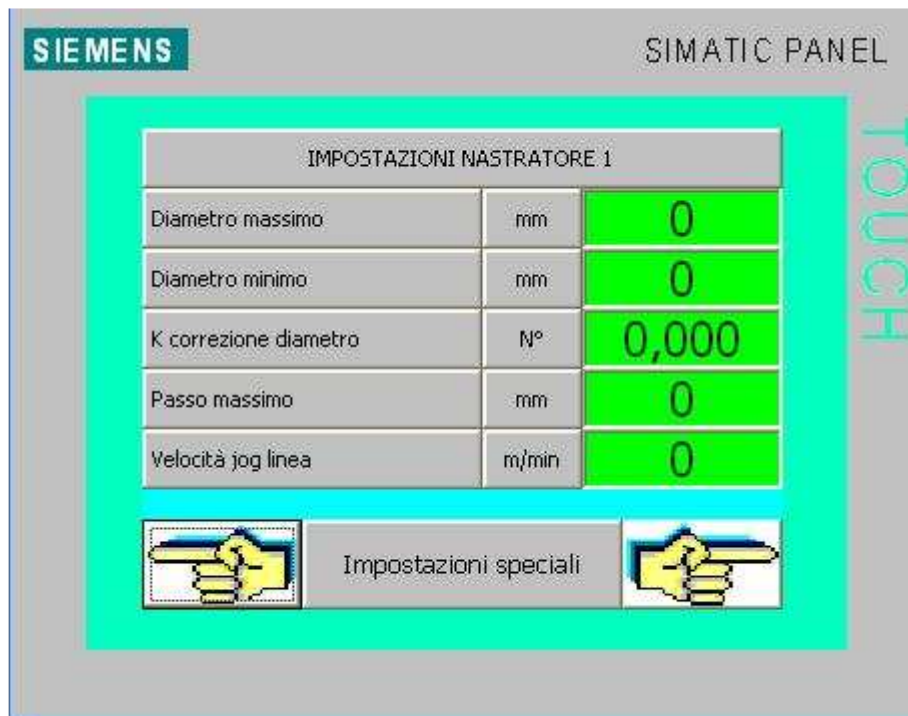 SIEMENS
SIMATIC PANEL
TOUCH
IMPOSTAZIONI NASTRATORE 1
Diametro massimo mm 0
Diametro minimo mm 0
K correzione diametro N° 0,000
Passo massimo mm 0
Velocità jog linea m/min 0
Impostazioni speciali